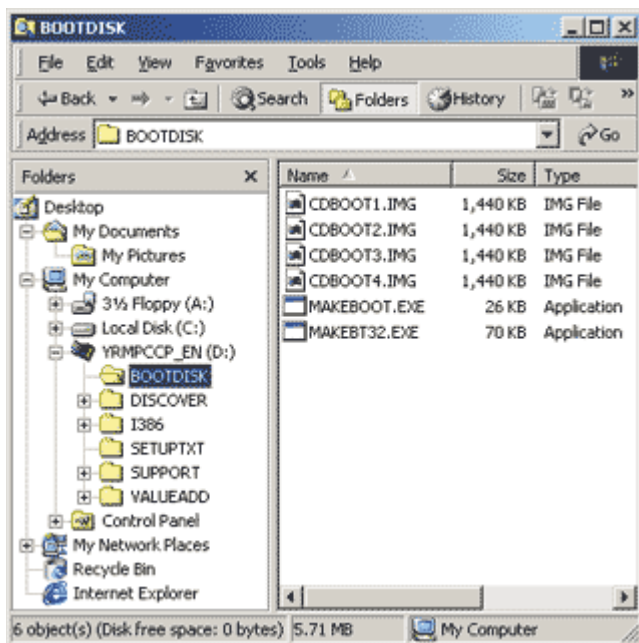 BOOTDISK
File Edit View Favorites Tools Help
Back Search Folders History »
Address BOOTDISK Go
Folders
Desktop
My Documents
My Pictures
My Computer
3½ Floppy (A:)
Local Disk (C:)
YRMPCCP_EN (D:)
BOOTDISK
DISCOVER
I386
SETUPTXT
SUPPORT
VALUEADD
Control Panel
My Network Places
Recycle Bin
Internet Explorer
Name Size Type
CDBOOT1.IMG 1,440 KB IMG File
CDBOOT2.IMG 1,440 KB IMG File
CDBOOT3.IMG 1,440 KB IMG File
CDBOOT4.IMG 1,440 KB IMG File
MAKEBOOT.EXE 26 KB Application
MAKEBT32.EXE 70 KB Application
6 object(s) (Disk free space: 0 bytes) 5.71 MB My Computer